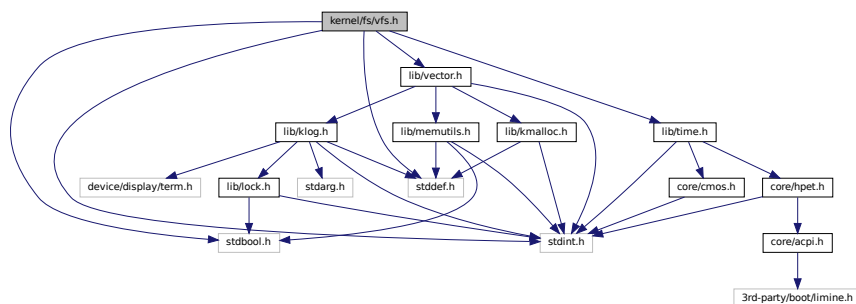 kernel/fs/vfs.h
lib/vector.h
lib/klog.h
lib/memutils.h
lib/kmalloc.h
lib/time.h
device/display/term.h
lib/lock.h
stdarg.h
stddef.h
core/cmos.h
core/hpet.h
stdbool.h
stdint.h
core/acpi.h
3rd-party/boot/limine.h